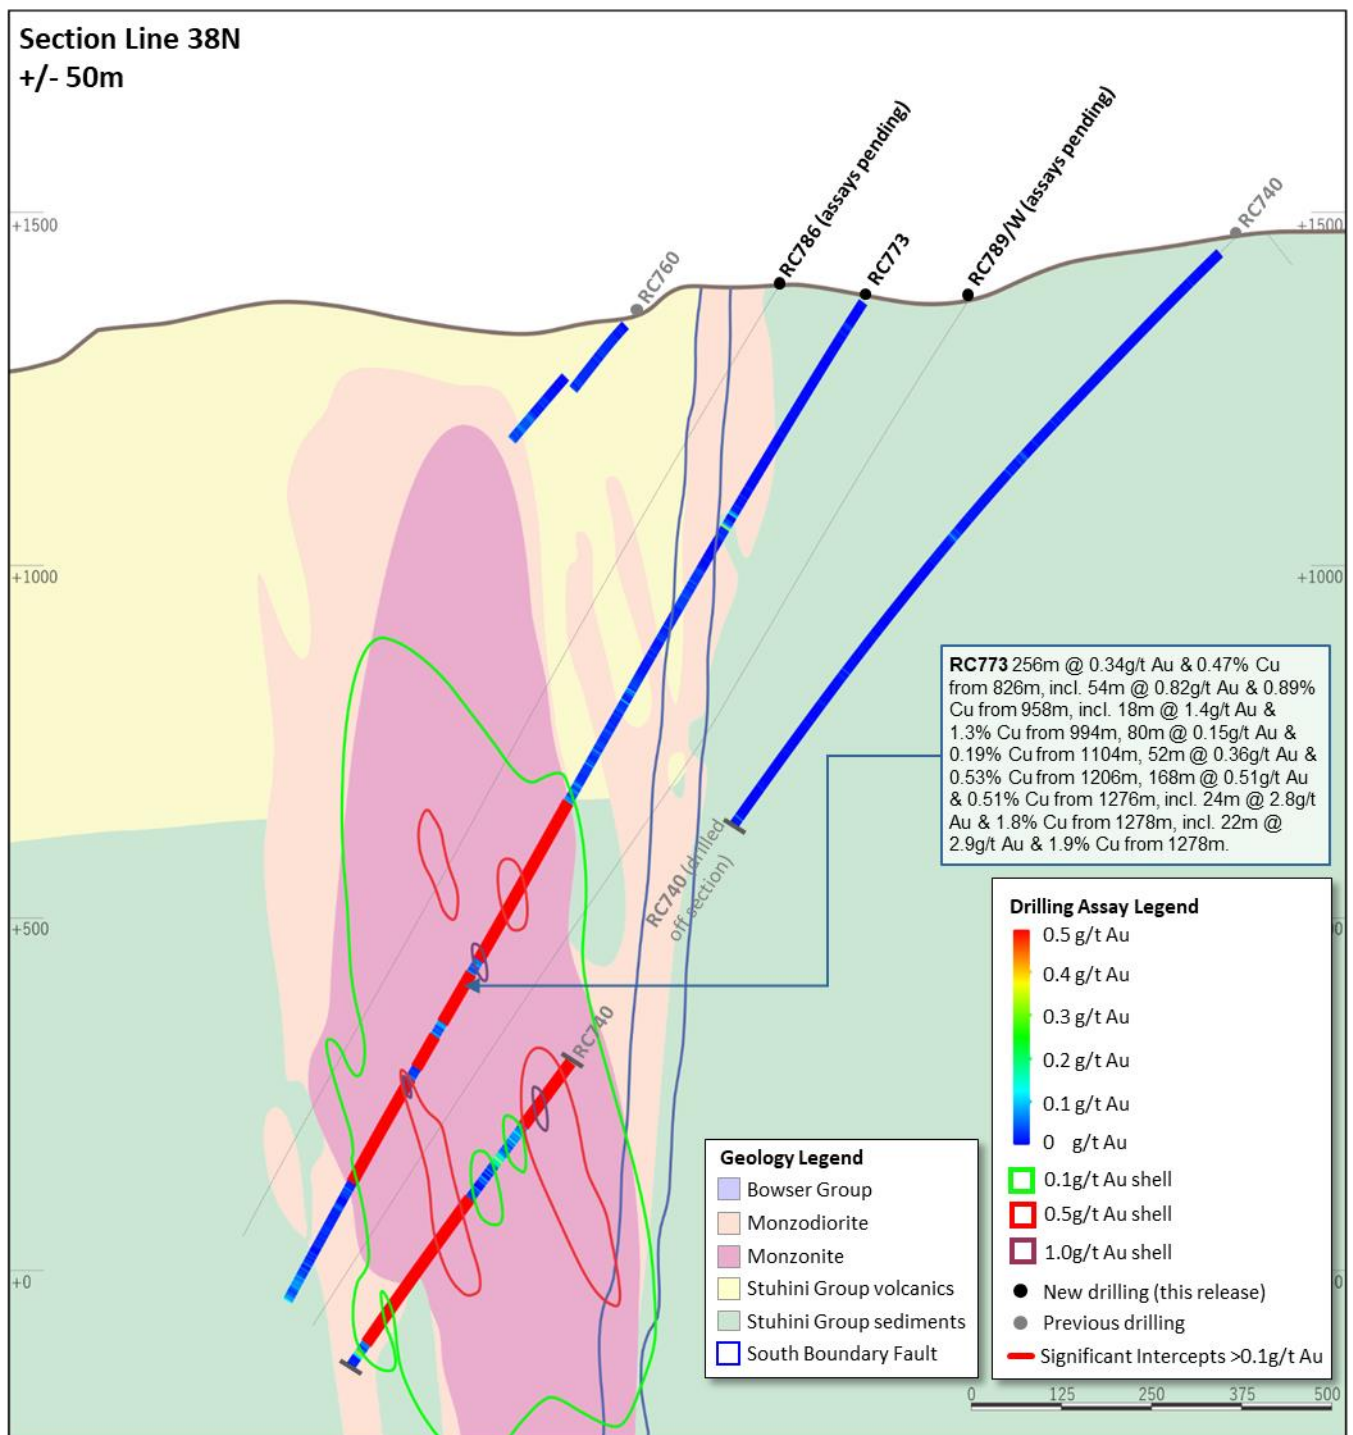 Section Line 38N
+/- 50m
RC786 (assays pending)
RC789/W (assays pending)
RC773
RC740
RC760
+1500
+1500
+1000
+1000
RC773 256m @ 0.34g/t Au & 0.47% Cu
from 826m, incl. 54m @ 0.82g/t Au & 0.89%
Cu from 958m, incl. 18m @ 1.4g/t Au &
1.3% Cu from 994m, 80m @ 0.15g/t Au &
0.19% Cu from 1104m, 52m @ 0.36g/t Au &
0.53% Cu from 1206m, 168m @ 0.51g/t Au
& 0.51% Cu from 1276m, incl. 24m @ 2.8g/t
Au & 1.8% Cu from 1278m, incl. 22m @
2.9g/t Au & 1.9% Cu from 1278m.
RC740 (drilled
off section)
+500
0
RC740
+0
0
Drilling Assay Legend
0.5 g/t Au
0.4 g/t Au
0.3 g/t Au
0.2 g/t Au
0.1 g/t Au
0 g/t Au
0.1g/t Au shell
0.5g/t Au shell
1.0g/t Au shell
New drilling (this release)
Previous drilling
Significant Intercepts >0.1g/t Au
Geology Legend
Bowser Group
Monzodiorite
Monzonite
Stuhini Group volcanics
Stuhini Group sediments
South Boundary Fault
0 125 250 375 500